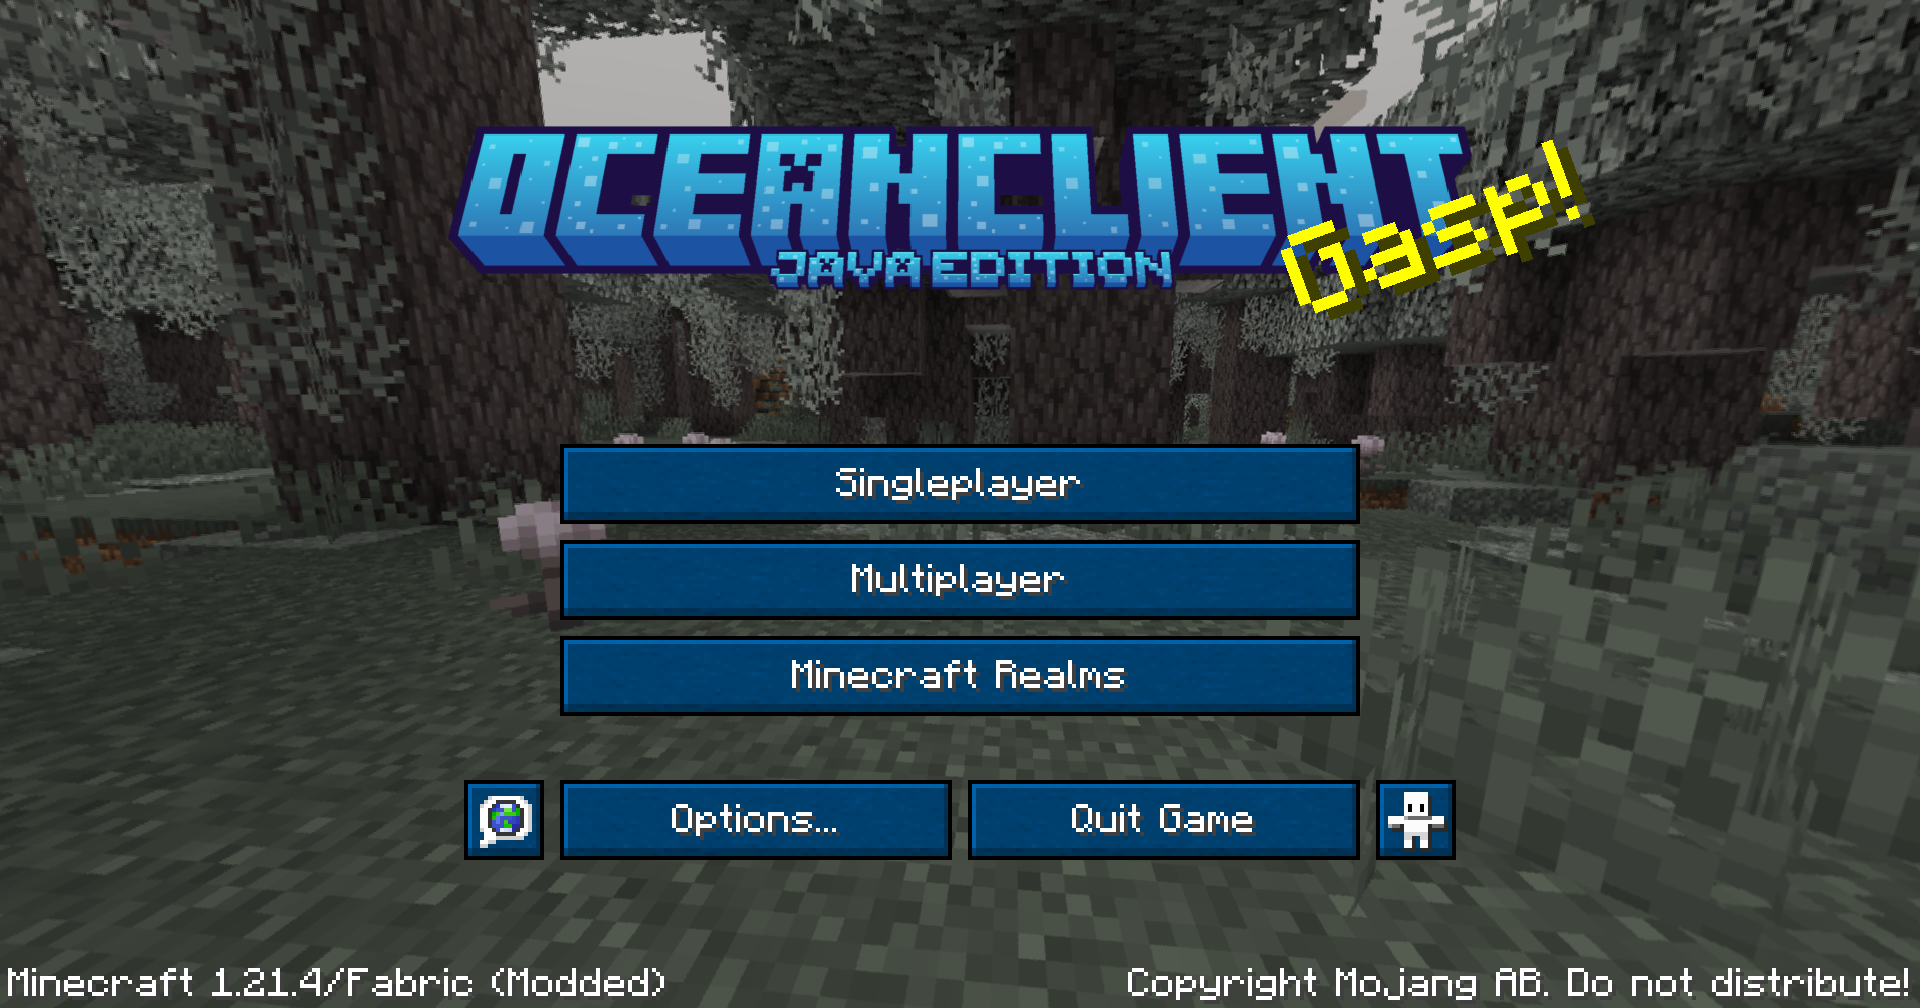 OCEANCLIENT
JAVA EDITION
Gasp!
Singleplayer
Multiplayer
Minecraft Realms
Options...
Quit Game
Minecraft 1.21.4/Fabric (Modded)
Copyright Mojang AB. Do not distribute!